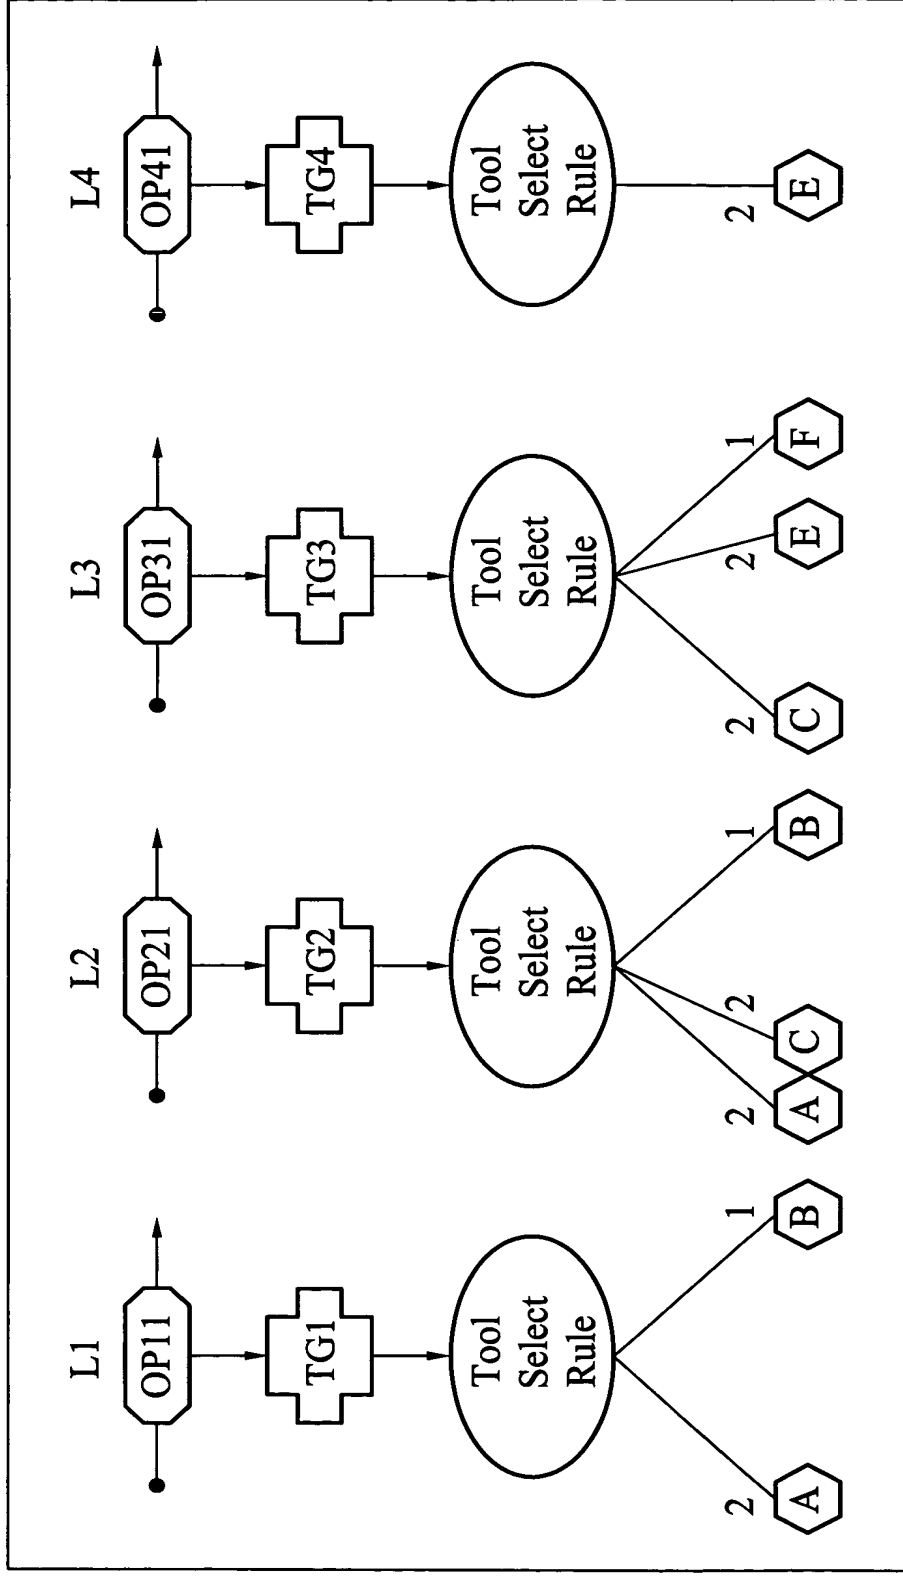 L1
L2
L3
L4
OP11
OP21
OP31
OP41
TG1
TG2
TG3
TG4
Tool
Select
Rule
Tool
Select
Rule
Tool
Select
Rule
Tool
Select
Rule
2
1
2
2
1
2
2
1
2
A
B
A
C
B
C
E
F
E